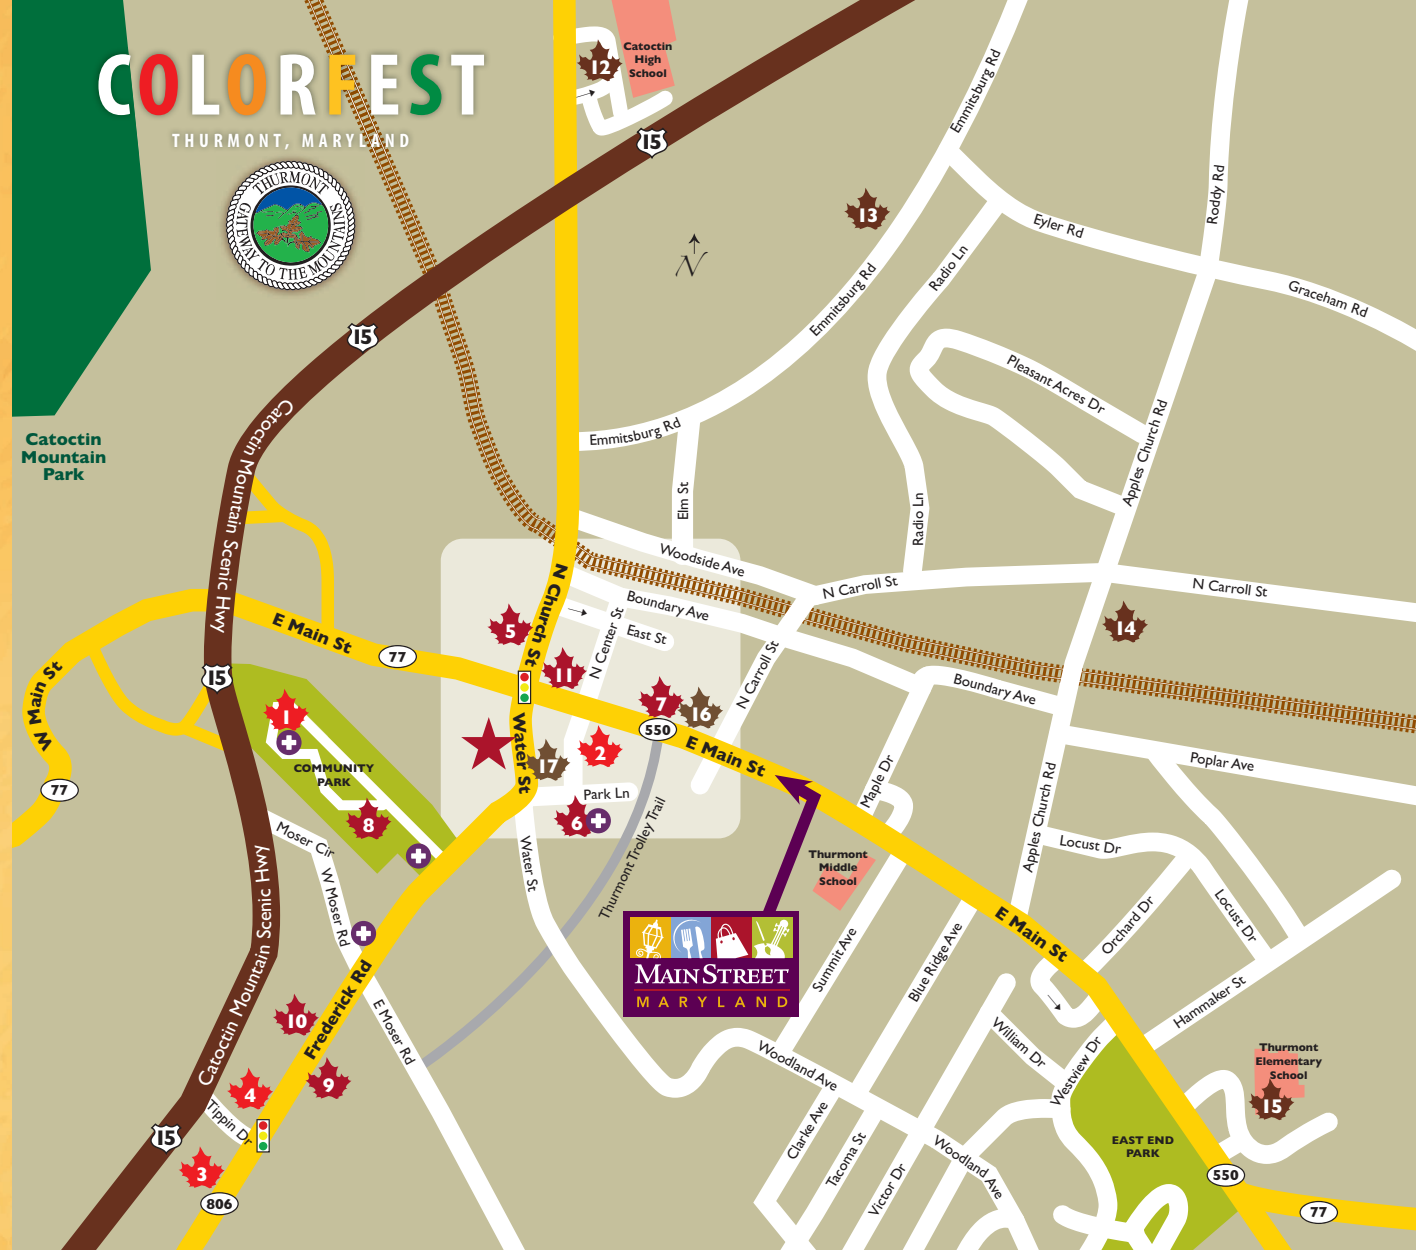 COLORFEST
THURMONT, MARYLAND
THURMONT
GATEWAY TO THE MOUNTAINS
Catoctin
High
School
12
15
13
N
Emmitsburg Rd
Eyler Rd
Roddy Rd
Graceham Rd
Radio Ln
Emmitsburg Rd
15
Pleasant Acres Dr
Catoctin
Mountain
Park
Catoctin Mountain Scenic Hwy
Emmitsburg Rd
Elm St
Radio Ln
Apples Church Rd
Woodside Ave
N Carroll St
N Carroll St
N Church St
Boundary Ave
East St
N Center St
5
11
14
E Main St
77
W Main St
15
77
1
COMMUNITY
PARK
8
7
16
550
N Carroll St
Boundary Ave
E Main St
Water St
17
2
Park Ln
6
Poplar Ave
Maple Dr
Apples Church Rd
Locust Dr
Moser Cir
W Moser Rd
Water St
Thurmont Trolley Trail
Thurmont
Middle
School
Catoctin Mountain Scenic Hwy
MAIN STREET
MARYLAND
Summit Ave
Blue Ridge Ave
E Main St
Orchard Dr
Locust Dr
Hammaker St
Frederick Rd
10
E Moser Rd
9
4
Tippin Dr
15
3
806
Woodland Ave
William Dr
Westview Dr
Thurmont
Elementary
School
15
Clarke Ave
Tacoma St
Victor Dr
Woodland Ave
EAST END
PARK
550
77